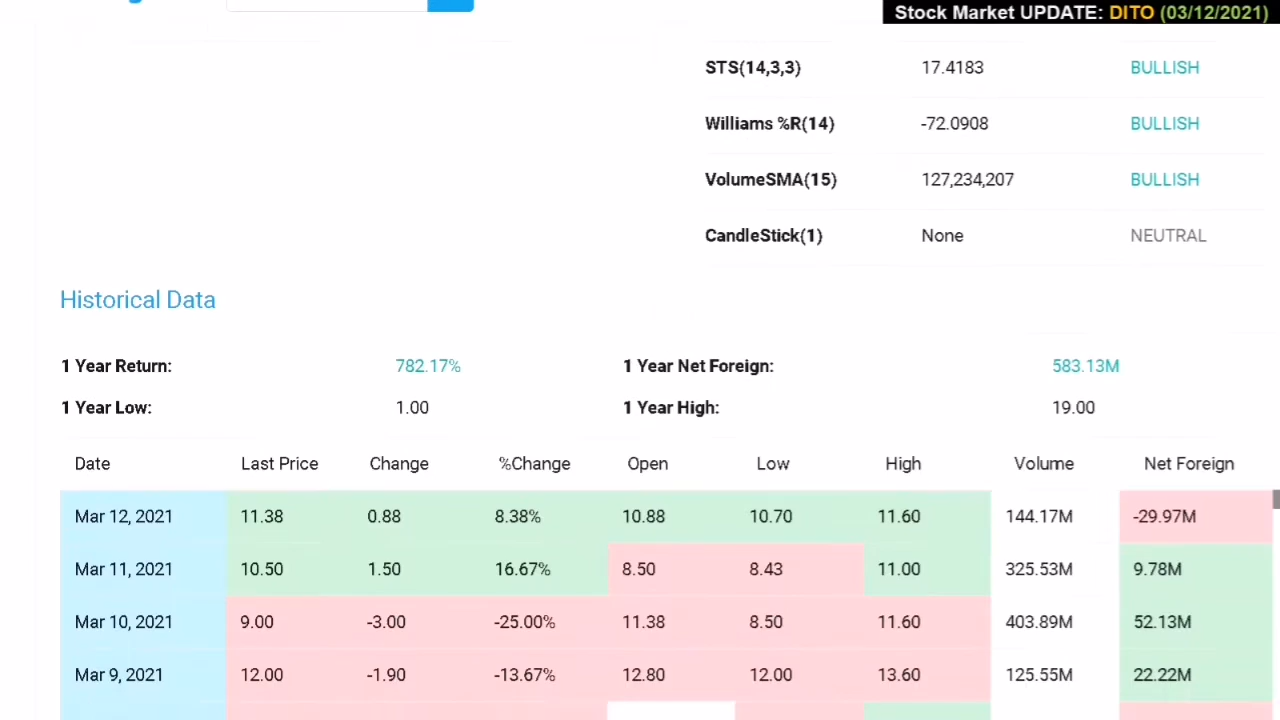 Stock Market UPDATE: DITO (03/12/2021)
STS(14,3,3) 17.4183 BULLISH
Williams %R(14) -72.0908 BULLISH
VolumeSMA(15) 127,234,207 BULLISH
CandleStick(1) None NEUTRAL
Historical Data
1 Year Return: 782.17% 1 Year Net Foreign: 583.13M
1 Year Low: 1.00 1 Year High: 19.00
Date Last Price Change %Change Open Low High Volume Net Foreign
Mar 12, 2021 11.38 0.88 8.38% 10.88 10.70 11.60 144.17M -29.97M
Mar 11, 2021 10.50 1.50 16.67% 8.50 8.43 11.00 325.53M 9.78M
Mar 10, 2021 9.00 -3.00 -25.00% 11.38 8.50 11.60 403.89M 52.13M
Mar 9, 2021 12.00 -1.90 -13.67% 12.80 12.00 13.60 125.55M 22.22M